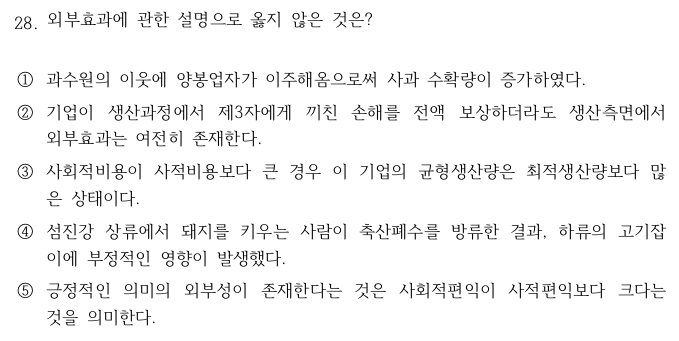 28. 외부효과에 관한 설명으로 옳지 않은 것은?
① 과수원의 이웃에 양봉업자가 이주해옴으로써 사과 수확량이 증가하였다.
② 기업이 생산과정에서 제3자에게 끼친 손해를 전액 보상하더라도 생산측면에서
외부효과는 여전히 존재한다.
③ 사회적비용이 사적비용보다 큰 경우 이 기업의 균형생산량은 최적생산량보다 많
은 상태이다.
④ 섬진강 상류에서 돼지를 키우는 사람이 축산폐수를 방류한 결과, 하류의 고기잡
이에 부정적인 영향이 발생했다.
⑤ 긍정적인 의미의 외부성이 존재한다는 것은 사회적편익이 사적편익보다 크다는
것을 의미한다.